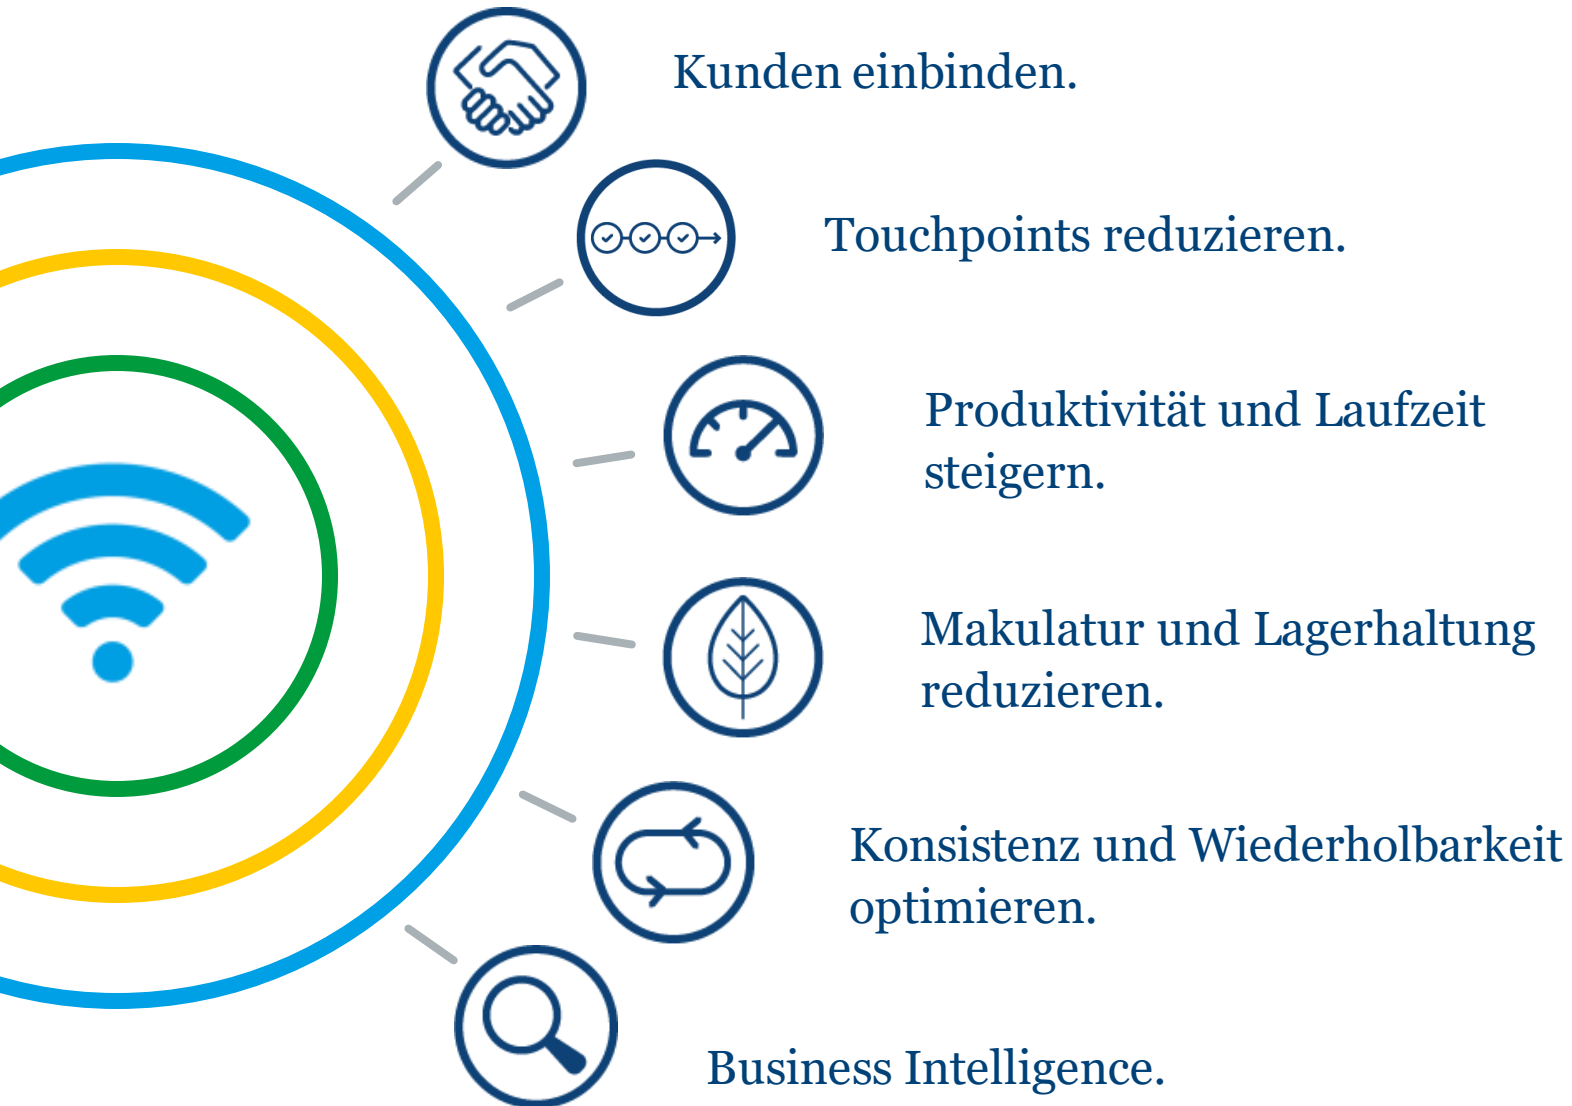 Kunden einbinden.
Touchpoints reduzieren.
Produktivität und Laufzeit
steigern.
Makulatur und Lagerhaltung
reduzieren.
Konsistenz und Wiederholbarkeit
optimieren.
Business Intelligence.